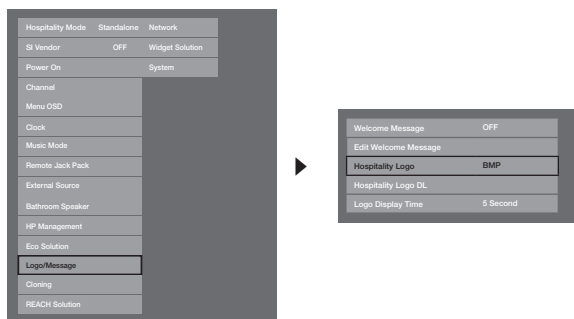 Hospitality Mode Standalone Network
SI Vendor OFF Widget Solution
Power On System
Channel
Menu OSD
Clock
Music Mode
Remote Jack Pack
External Source
Bathroom Speaker
HP Management
Eco Solution
Logo/Message
Cloning
REACH Solution
Welcome Message OFF
Edit Welcome Message
Hospitality Logo BMP
Hospitality Logo DL
Logo Display Time 5 Second